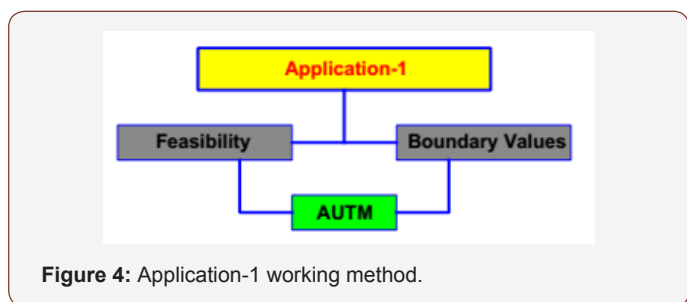 Application-1
Feasibility
Boundary Values
AUTM
Figure 4: Application-1 working method.